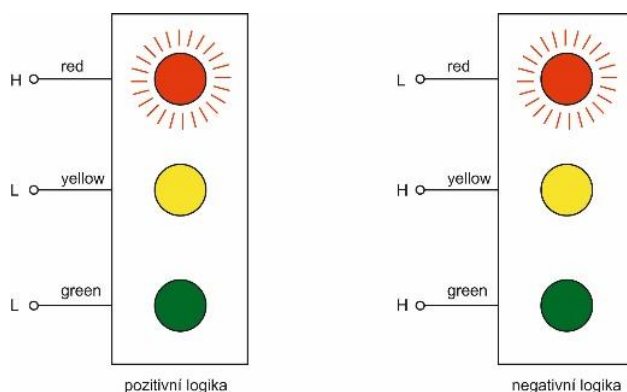 H red
L yellow
L green
pozitivní logika
L red
H yellow
H green
negativní logika